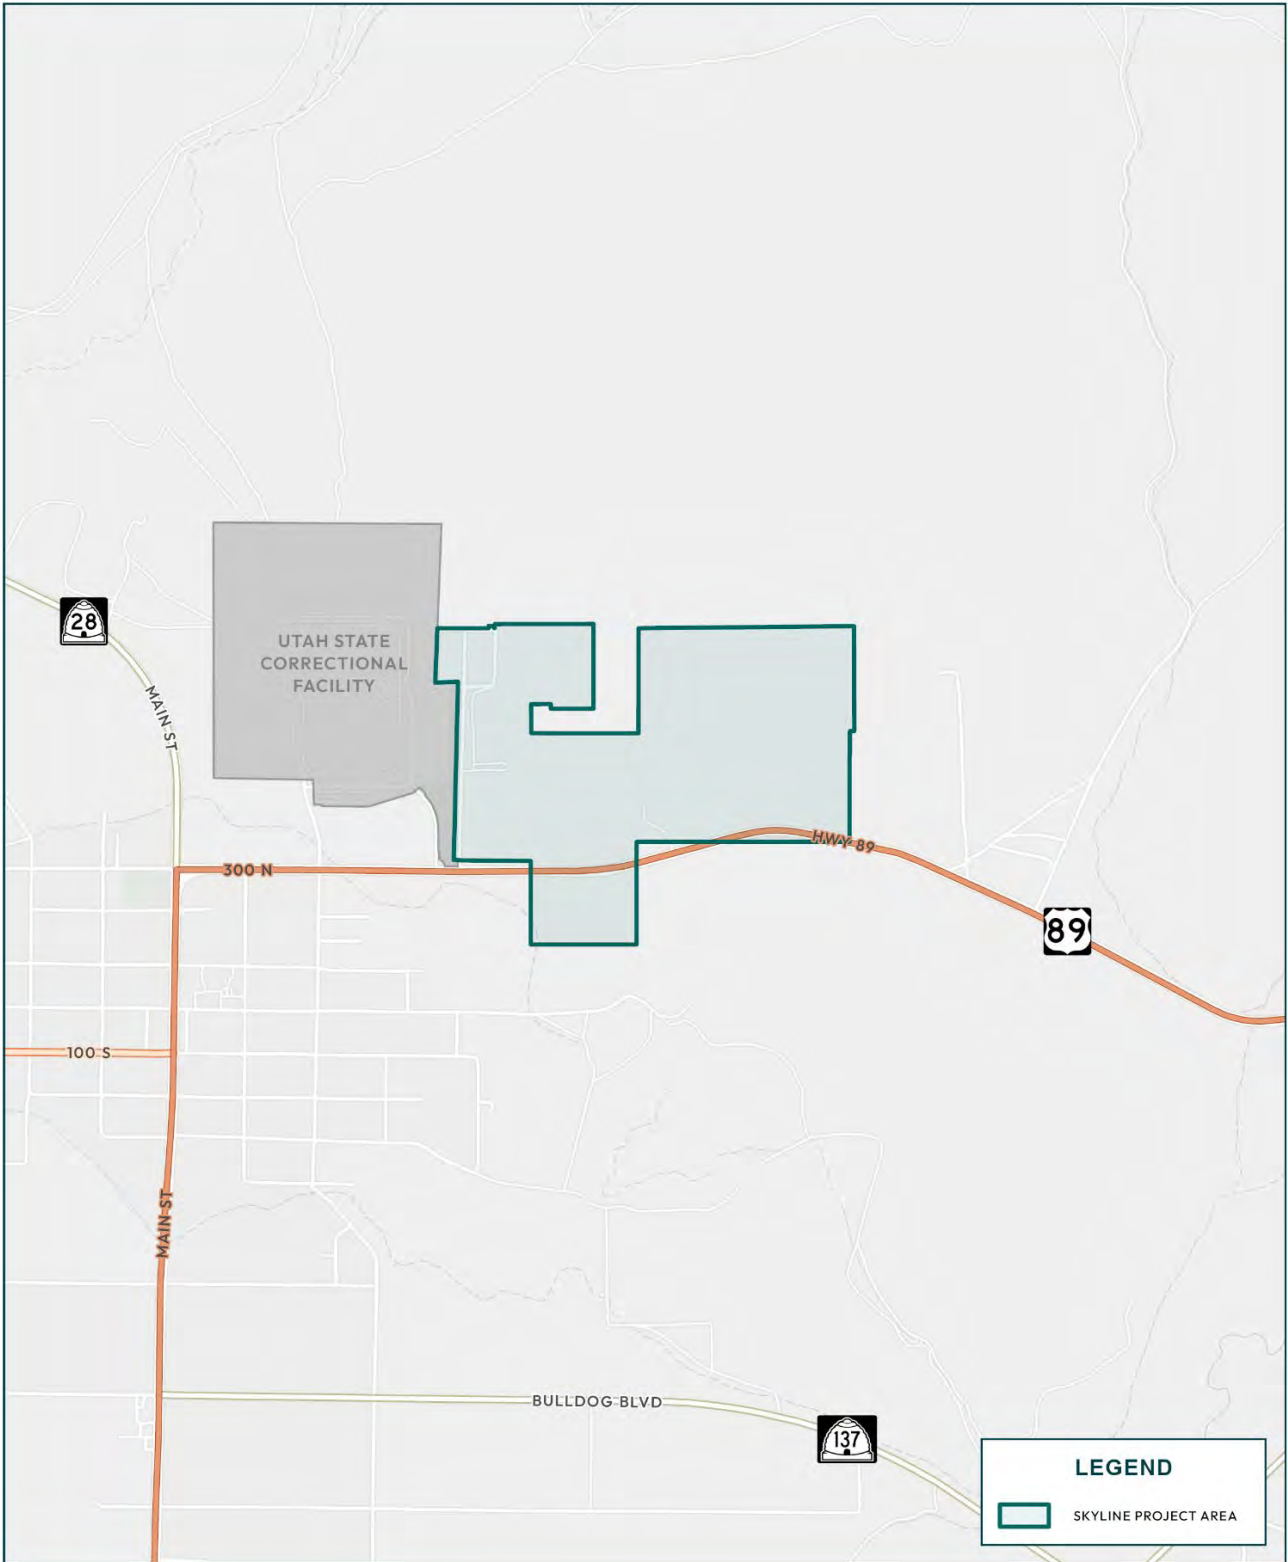 28
MAIN ST
UTAH STATE
CORRECTIONAL
FACILITY
HWY 89
300 N
89
100 S
MAIN ST
BULLDOG BLVD
137
LEGEND
SKYLINE PROJECT AREA